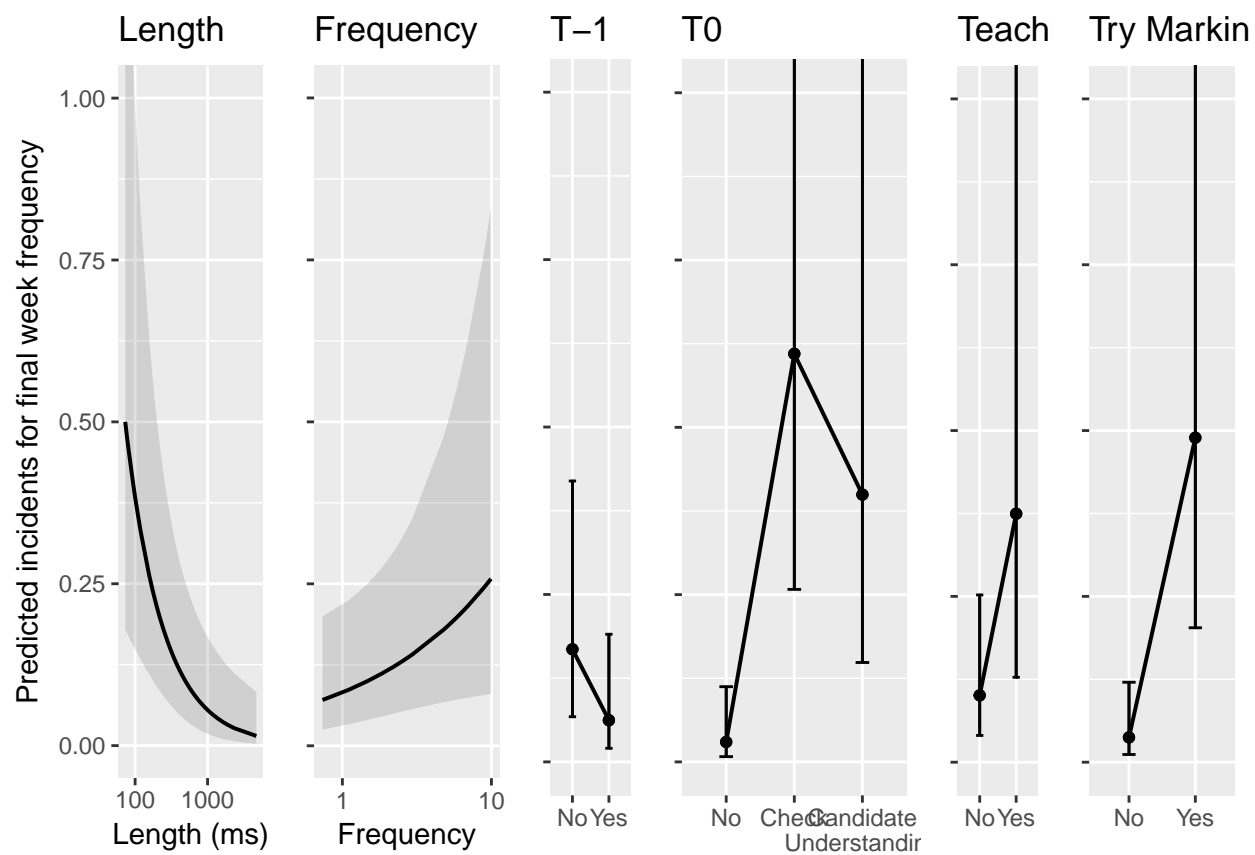 Length Frequency T−1 T0 Teach Try Markin
Predicted incidents for final week frequency
1.00
0.75
0.50
0.25
0.00
100 1000 1 10 No Yes No Check Candidate No Yes No Yes
Understandin
Length (ms) Frequency